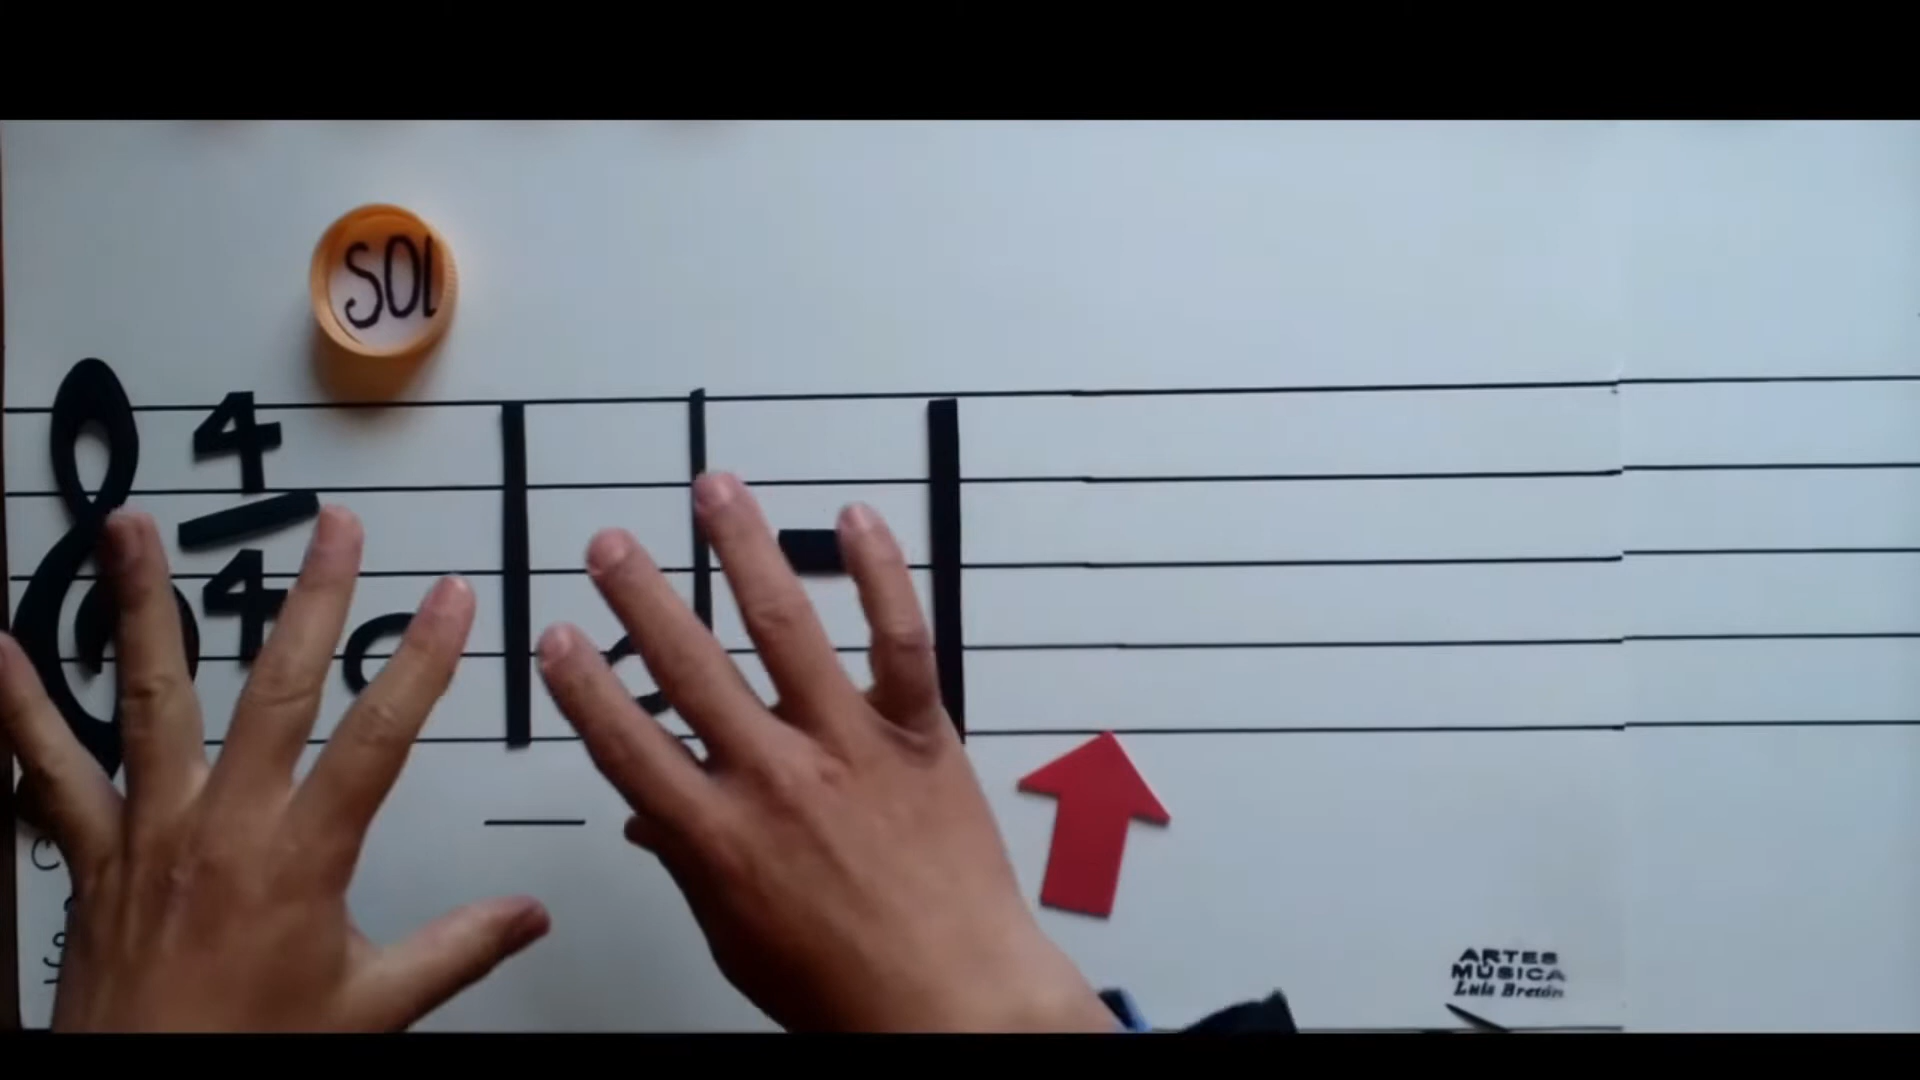 SOL
4
4
ARTES
MÚSICA
Luis Bretón